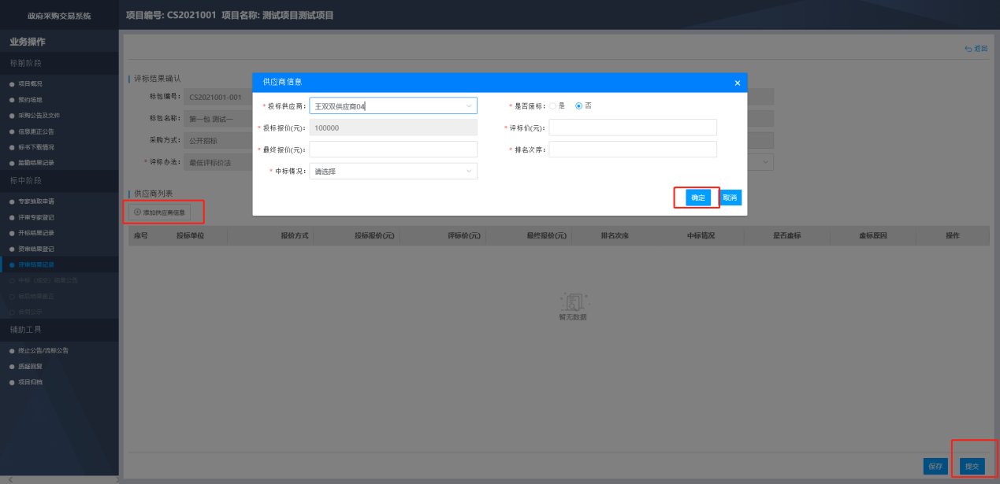 政府采购交易系统
项目编号: CS2021001 项目名称: 测试项目测试项目
业务操作
标前阶段
项目概况
预约场地
采购公告及文件
信息更正公告
标书下载情况
踏勘结果记录
标中阶段
专家抽取申请
评审专家登记
开标结果记录
资审结果登记
评审结果记录
中标（成交）结果公告
合同公示
辅助工具
终止公告/流标公告
质疑回复
项目归档
返回
评标结果确认
标包编号: CS2021001-001
标包名称: 第一包 测试一
采购方式: 公开招标
* 评标办法: 最低评标价法
供应商列表
添加供应商信息
供应商信息 ×
* 投标供应商: 王双双供应商04
* 是否废标: 是 否
* 投标报价(元): 100000
* 评标价(元):
* 最终报价(元):
* 排名次序:
* 中标情况: 请选择
确定 取消
序号 投标单位 报价方式 投标报价(元) 评标价(元) 最终报价(元) 排名次序 中标情况 是否废标 废标原因 操作
暂无数据
保存 提交